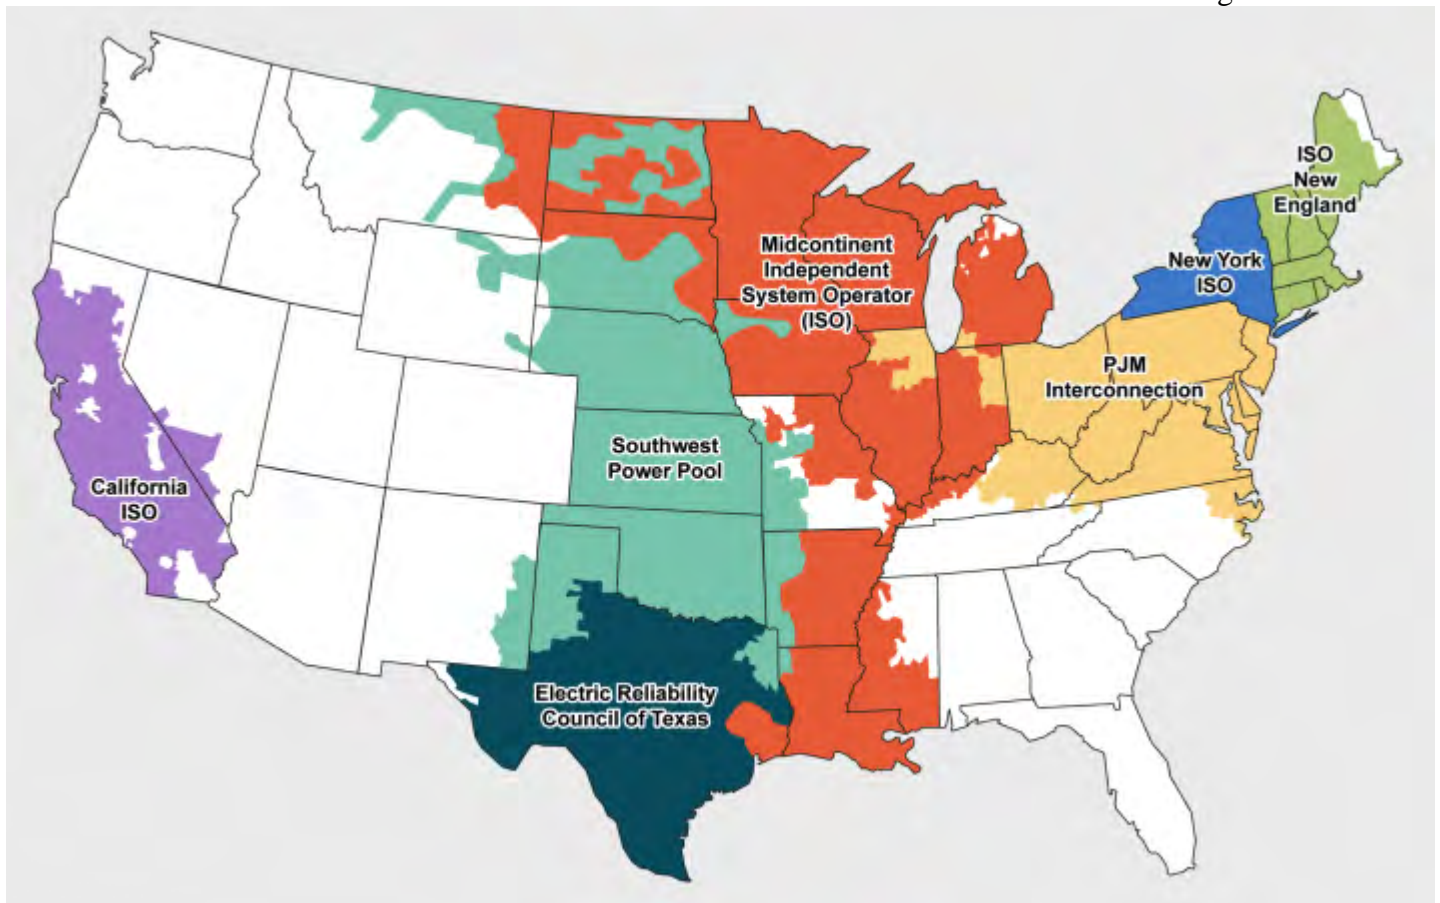 ISO
New
England
Midcontinent
Independent
System Operator
(ISO)
New York
ISO
PJM
Interconnection
Southwest
Power Pool
California
ISO
Electric Reliability
Council of Texas